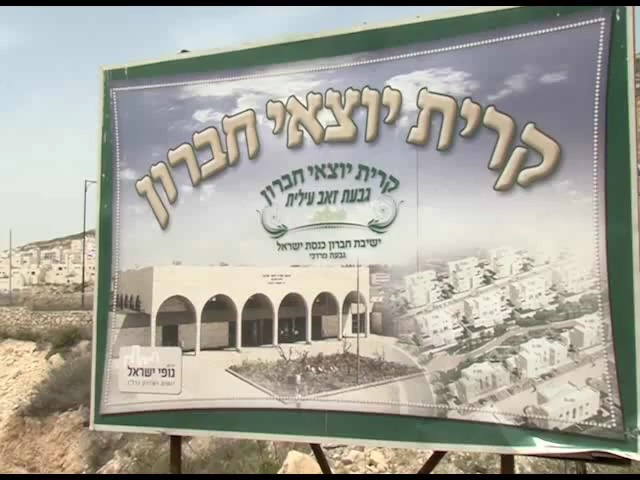 קרית יוצאי חברון
קרית יוצאי חברון
גבעת זאב עילית
ישיבת חברון כנסת ישראל
גבעת מרדכי
נופי ישראל